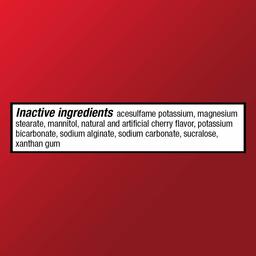 Inactive ingredients acesulfame potassium, magnesium
stearate, mannitol, natural and artificial cherry flavor, potassium
bicarbonate, sodium alginate, sodium carbonate, sucralose,
xanthan gum